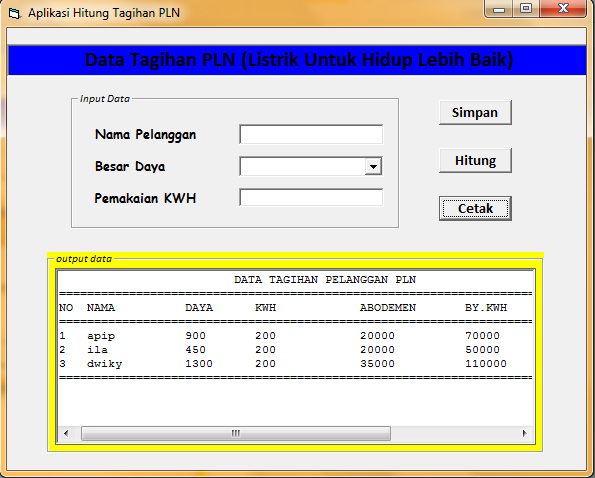 Aplikasi Hitung Tagihan PLN
Data Tagihan PLN (Listrik Untuk Hidup Lebih Baik)
Input Data
Nama Pelanggan
Besar Daya
Pemakaian KWH
Simpan
Hitung
Cetak
output data
DATA TAGIHAN PELANGGAN PLN
====================================================================
NO NAMA DAYA KWH ABODEMEN BY.KWH
====================================================================
1 apip 900 200 20000 70000
2 ila 450 200 20000 50000
3 dwiky 1300 200 35000 110000
====================================================================